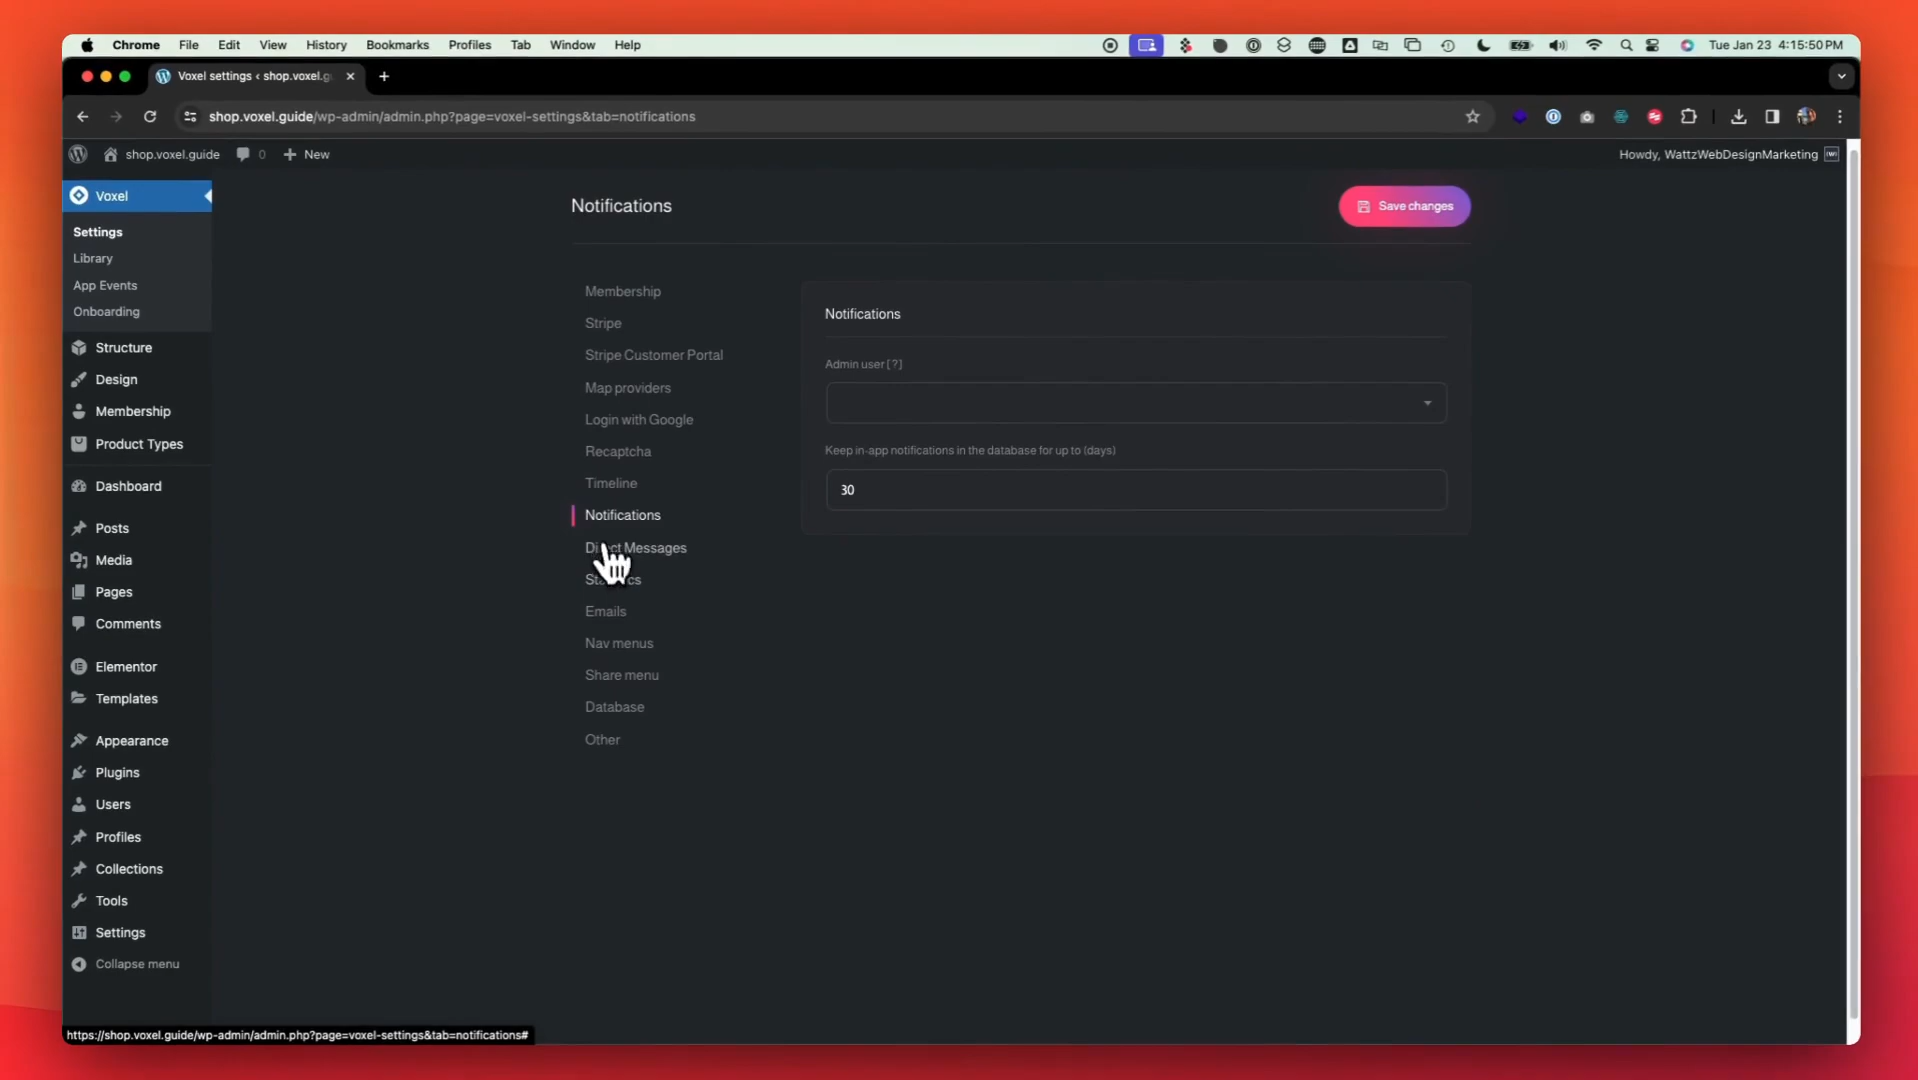 Chrome File Edit View History Bookmarks Profiles Tab Window Help Tue Jan 23 4:15:50 PM
Voxel settings ‹ shop.voxel.g
shop.voxel.guide/wp-admin/admin.php?page=voxel-settings&tab=notifications
shop.voxel.guide 0 New Howdy, WattzWebDesignMarketing
Voxel
Settings
Library
App Events
Onboarding
Structure
Design
Membership
Product Types
Dashboard
Posts
Media
Pages
Comments
Elementor
Templates
Appearance
Plugins
Users
Profiles
Collections
Tools
Settings
Collapse menu
Notifications
Save changes
Membership
Stripe
Stripe Customer Portal
Map providers
Login with Google
Recaptcha
Timeline
Notifications
Direct Messages
Statistics
Emails
Nav menus
Share menu
Database
Other
Notifications
Admin user [?]
Keep in-app notifications in the database for up to (days)
30
https://shop.voxel.guide/wp-admin/admin.php?page=voxel-settings&tab=notifications#